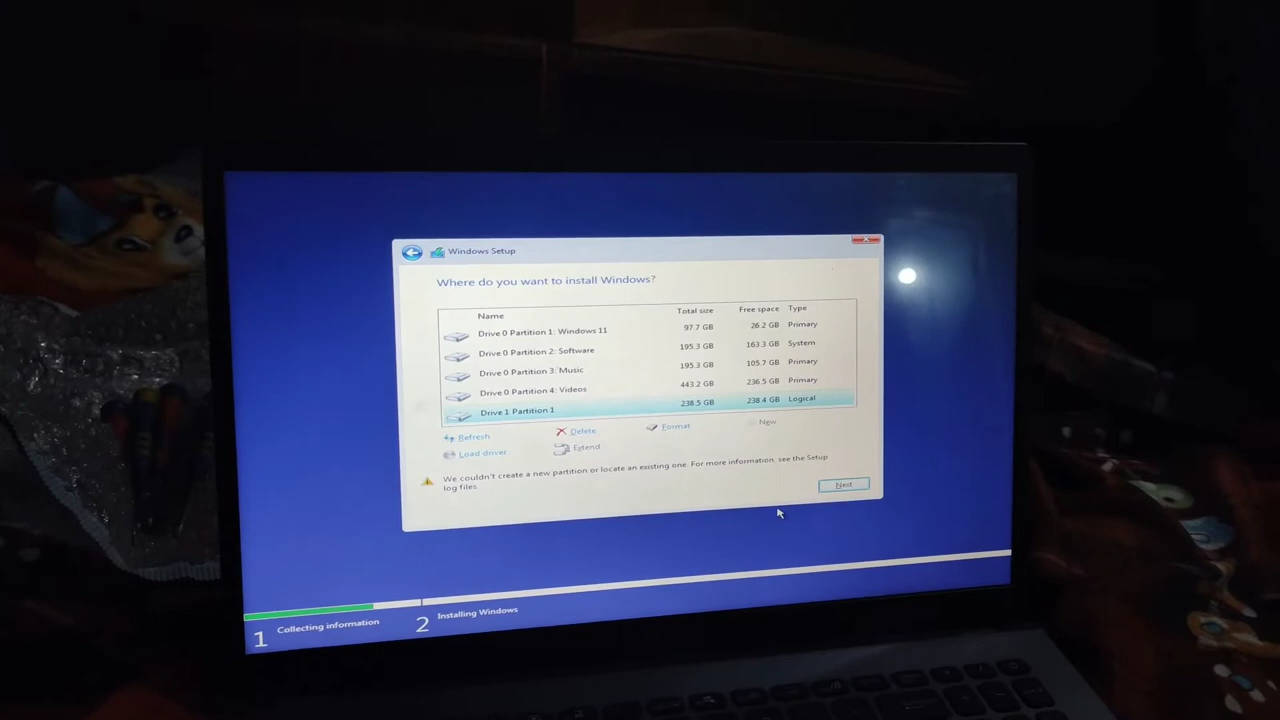 Windows Setup
Where do you want to install Windows?
Name Total size Free space Type
Drive 0 Partition 1: Windows 11 97.7 GB 26.2 GB Primary
Drive 0 Partition 2: Software 195.3 GB 163.3 GB System
Drive 0 Partition 3: Music 195.3 GB 105.7 GB Primary
Drive 0 Partition 4: Videos 443.2 GB 236.5 GB Primary
Drive 1 Partition 1 238.5 GB 238.4 GB Logical
Refresh Delete Format New
Load driver Extend
We couldn't create a new partition or locate an existing one. For more information, see the Setup
log files.
Next
1 Collecting information 2 Installing Windows